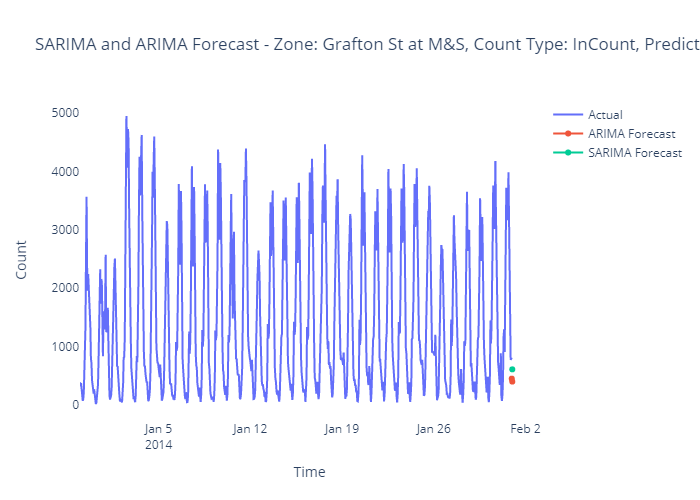 SARIMA and ARIMA Forecast - Zone: Grafton St at M&S, Count Type: InCount, Predict
Actual
ARIMA Forecast
SARIMA Forecast
5000
4000
3000
2000
1000
0
Count
Jan 5
2014
Jan 12
Jan 19
Jan 26
Feb 2
Time